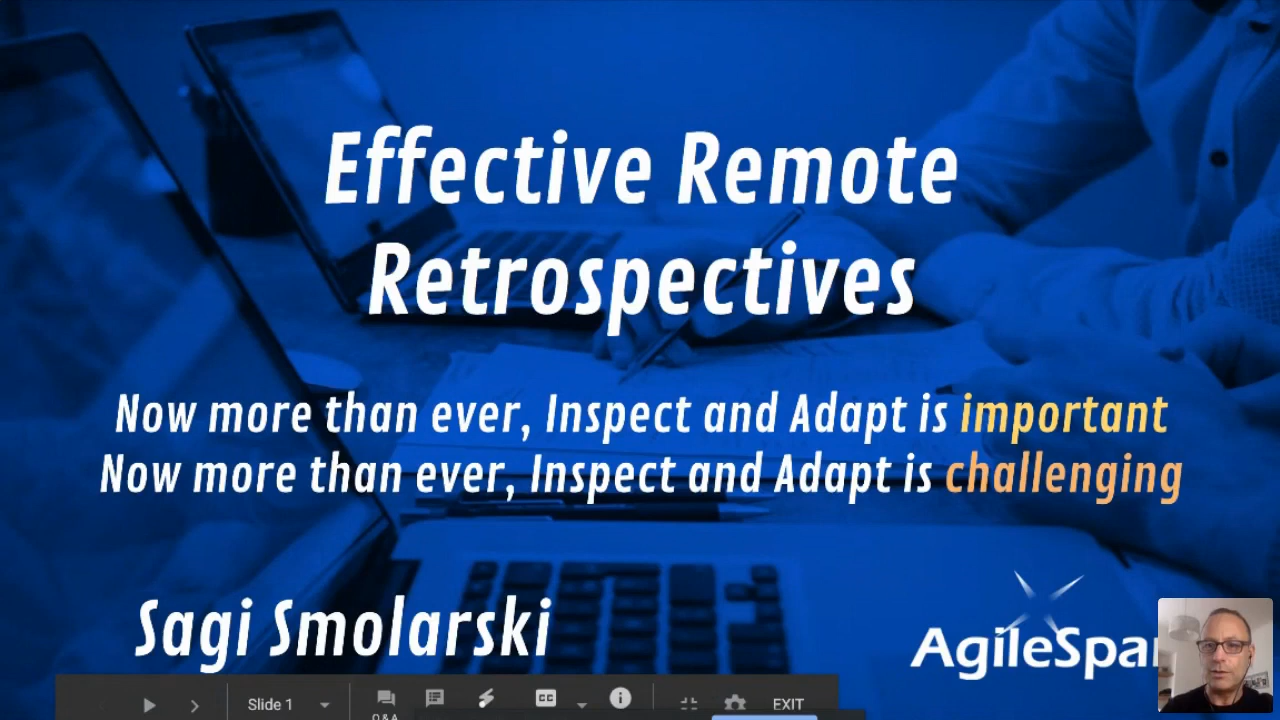 Effective Remote
Retrospectives
Now more than ever, Inspect and Adapt is important
Now more than ever, Inspect and Adapt is challenging
Sagi Smolarski
AgileSpar
Slide 1
CC
EXIT
Q&A